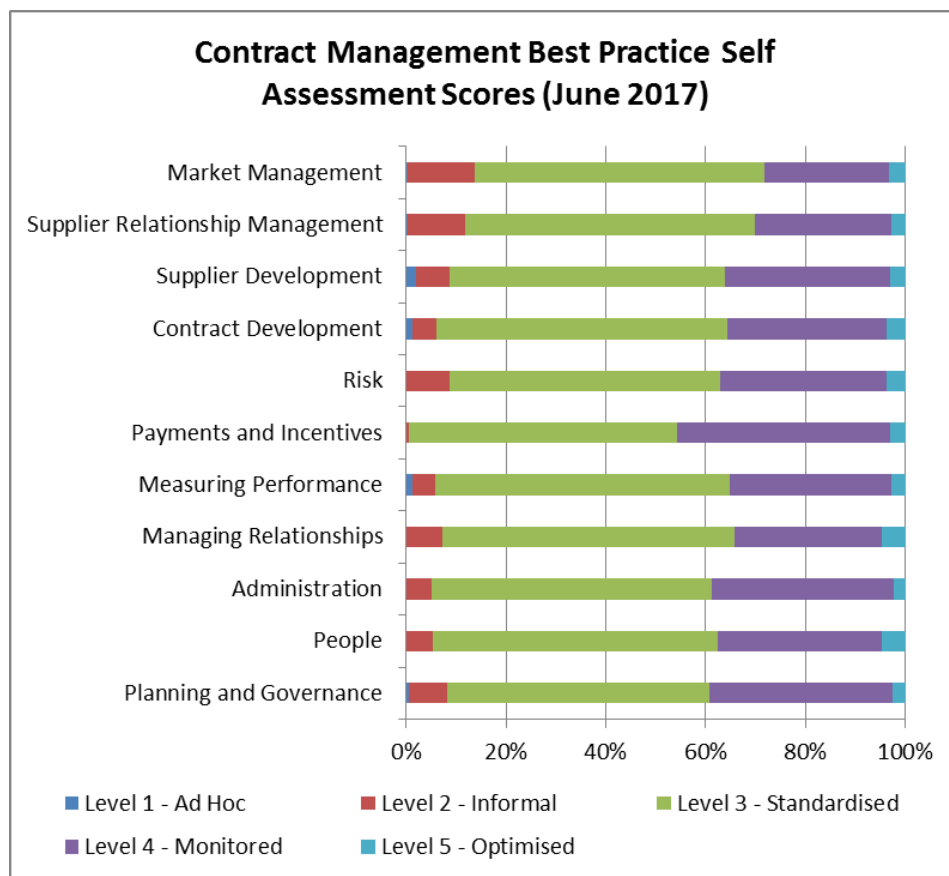 Contract Management Best Practice Self
Assessment Scores (June 2017)
Market Management
Supplier Relationship Management
Supplier Development
Contract Development
Risk
Payments and Incentives
Measuring Performance
Managing Relationships
Administration
People
Planning and Governance
0% 20% 40% 60% 80% 100%
Level 1 - Ad Hoc Level 2 - Informal Level 3 - Standardised
Level 4 - Monitored Level 5 - Optimised